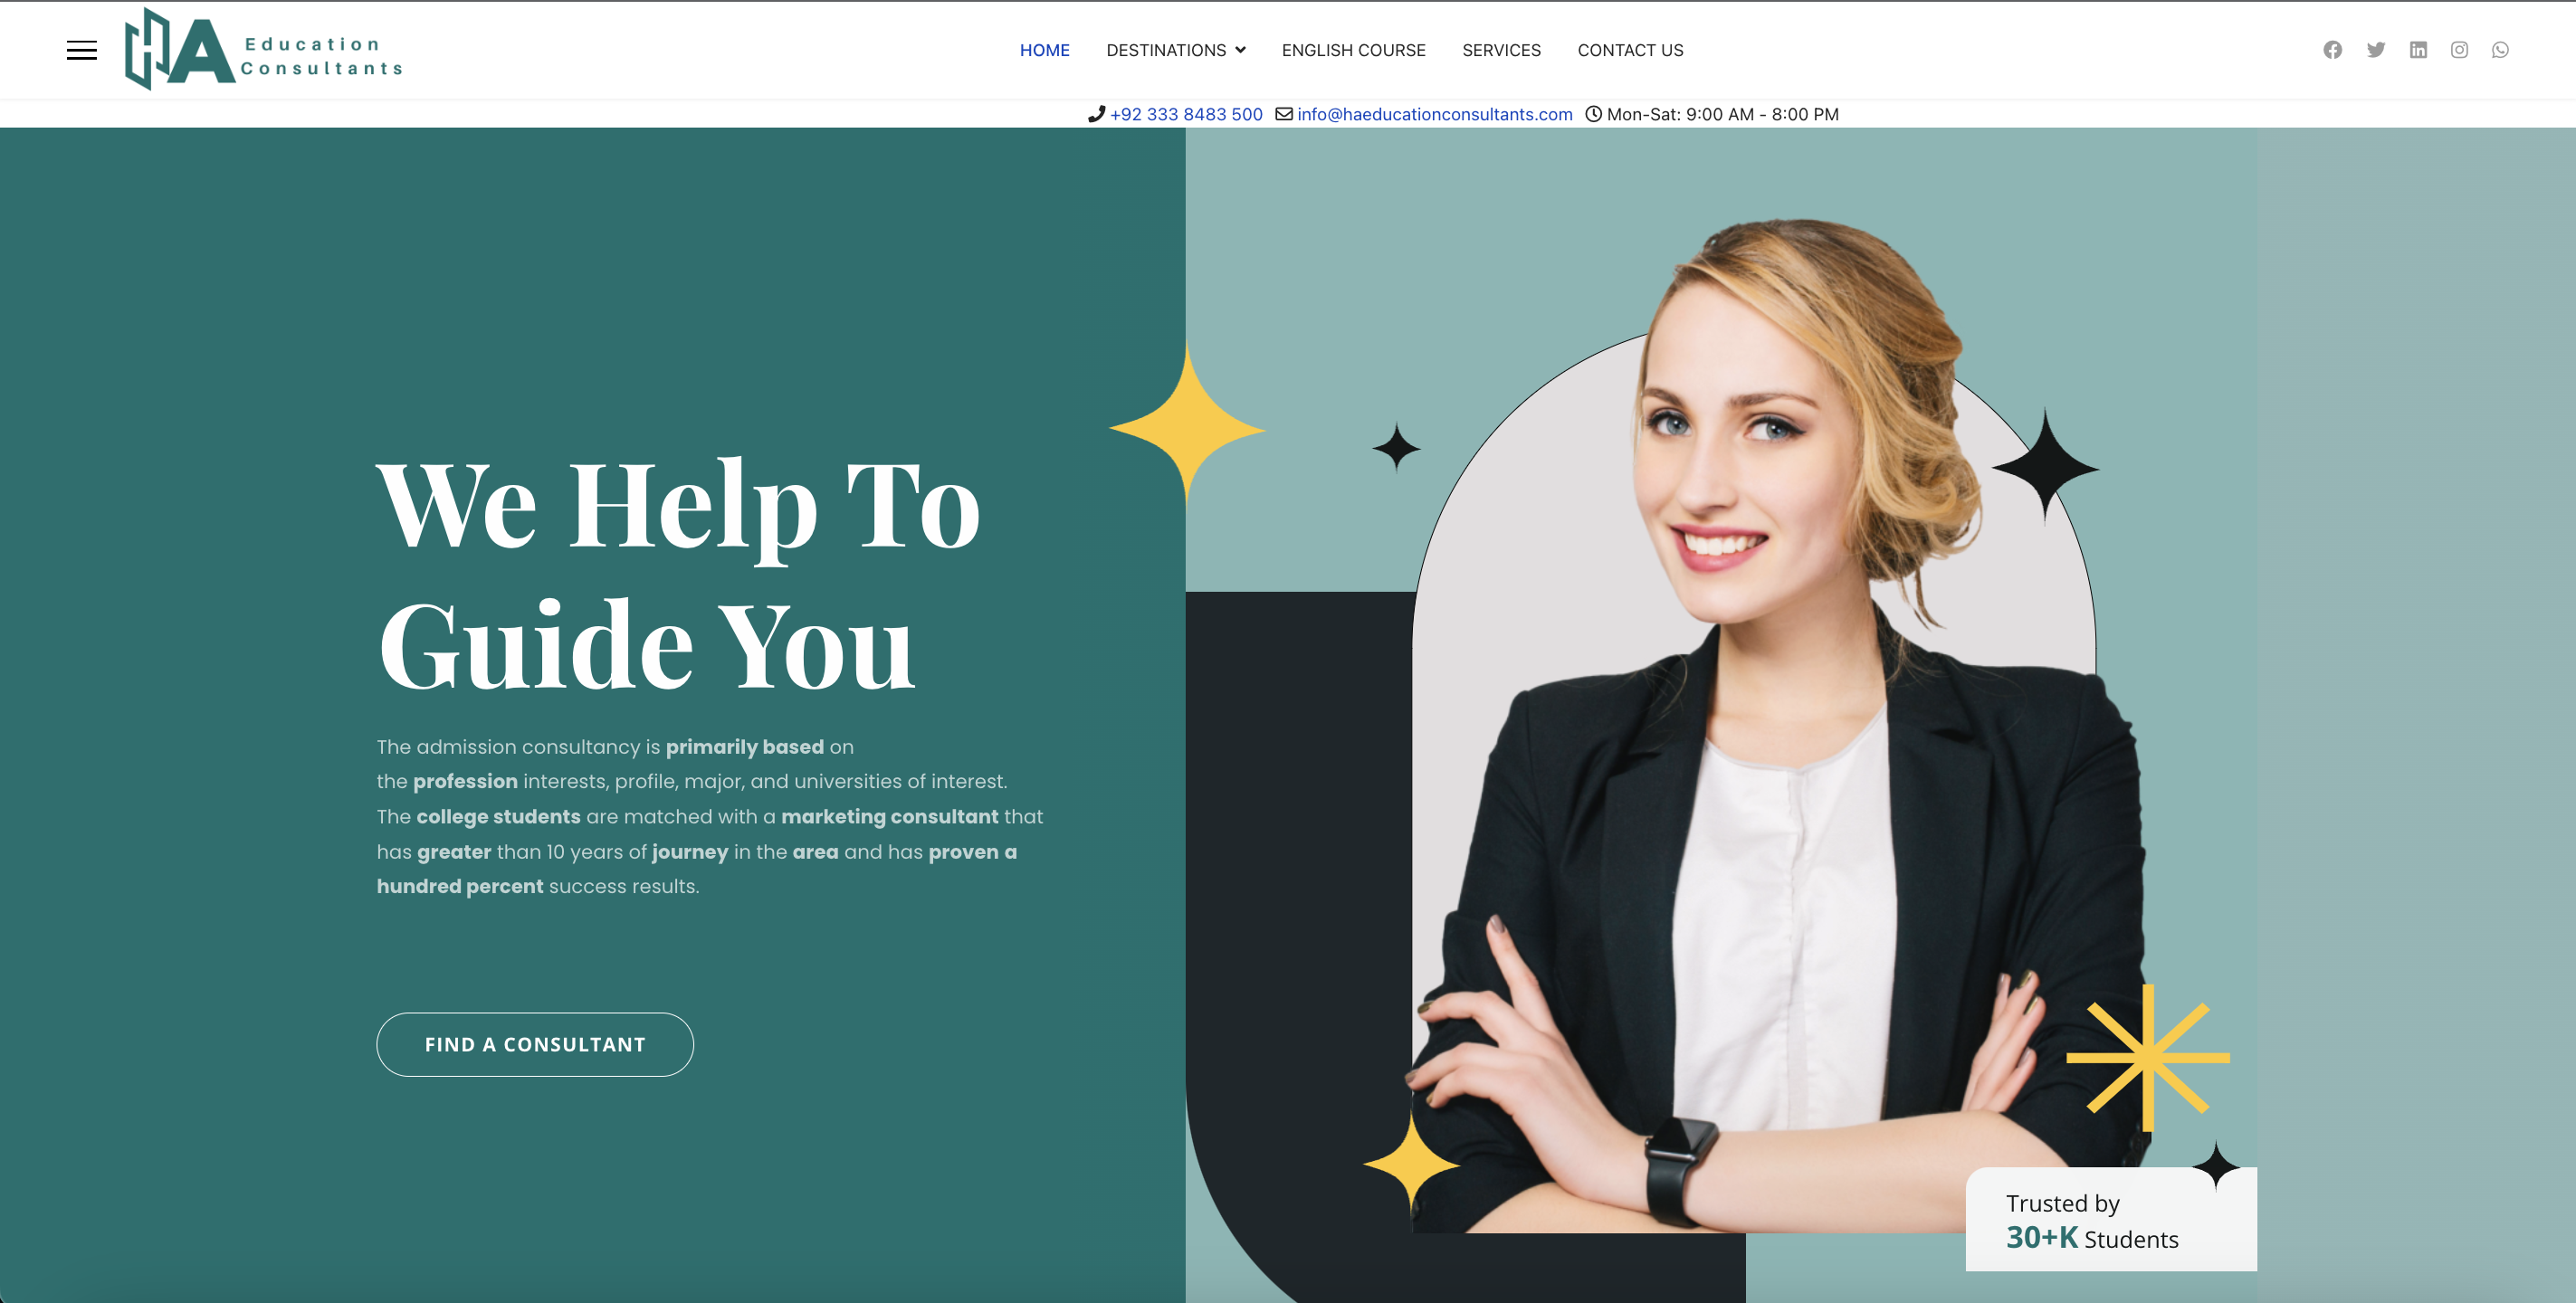 HA Education
Consultants
HOME DESTINATIONS ENGLISH COURSE SERVICES CONTACT US
+92 333 8483 500 info@haeducationconsultants.com Mon-Sat: 9:00 AM - 8:00 PM
We Help To
Guide You
The admission consultancy is primarily based on
the profession interests, profile, major, and universities of interest.
The college students are matched with a marketing consultant that
has greater than 10 years of journey in the area and has proven a
hundred percent success results.
FIND A CONSULTANT
Trusted by
30+K Students